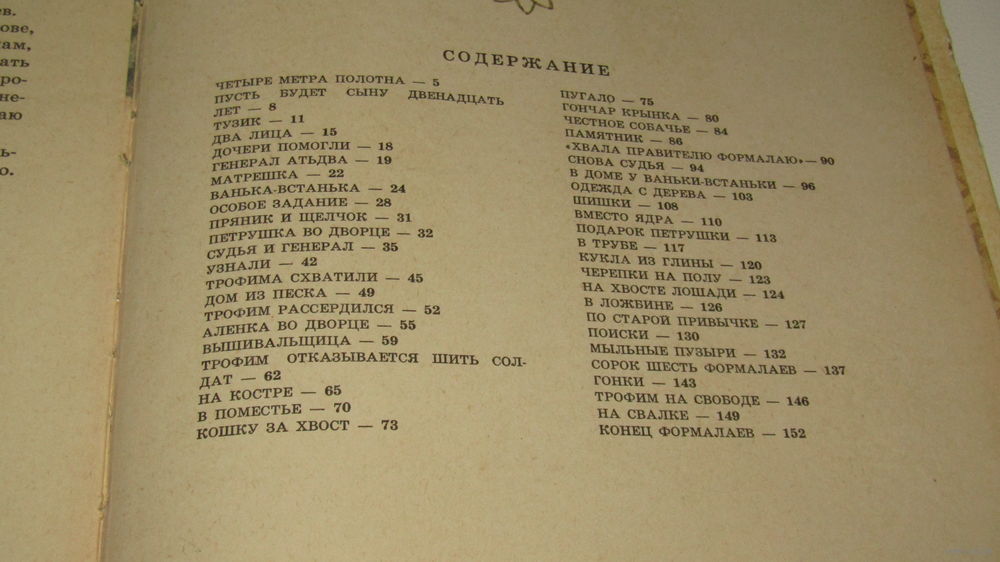 ев.
ове,
ам,
ать
ро-
не-
аю
ь-
о.
СОДЕРЖАНИЕ
ЧЕТЫРЕ МЕТРА ПОЛОТНА — 5
ПУСТЬ БУДЕТ СЫНУ ДВЕНАДЦАТЬ
ЛЕТ — 8
ТУЗИК — 11
ДВА ЛИЦА — 15
ДОЧЕРИ ПОМОГЛИ — 18
ГЕНЕРАЛ АТЬДВА — 19
МАТРЕШКА — 22
ВАНЬКА-ВСТАНЬКА — 24
ОСОБОЕ ЗАДАНИЕ — 28
ПРЯНИК И ЩЕЛЧОК — 31
ПЕТРУШКА ВО ДВОРЦЕ — 32
СУДЬЯ И ГЕНЕРАЛ — 35
УЗНАЛИ — 42
ТРОФИМА СХВАТИЛИ — 45
ДОМ ИЗ ПЕСКА — 49
ТРОФИМ РАССЕРДИЛСЯ — 52
АЛЕНКА ВО ДВОРЦЕ — 55
ВЫШИВАЛЬЩИЦА — 59
ТРОФИМ ОТКАЗЫВАЕТСЯ ШИТЬ СОЛ-
ДАТ — 62
НА КОСТРЕ — 65
В ПОМЕСТЬЕ — 70
КОШКУ ЗА ХВОСТ — 73
ПУГАЛО — 75
ГОНЧАР КРЫНКА — 80
ЧЕСТНОЕ СОБАЧЬЕ — 84
ПАМЯТНИК — 86
«ХВАЛА ПРАВИТЕЛЮ ФОРМАЛАЮ» — 90
СНОВА СУДЬЯ — 94
В ДОМЕ У ВАНЬКИ-ВСТАНЬКИ — 96
ОДЕЖДА С ДЕРЕВА — 103
ШИШКИ — 108
ВМЕСТО ЯДРА — 110
ПОДАРОК ПЕТРУШКИ — 113
В ТРУБЕ — 117
КУКЛА ИЗ ГЛИНЫ — 120
ЧЕРЕПКИ НА ПОЛУ — 123
НА ХВОСТЕ ЛОШАДИ — 124
В ЛОЖБИНЕ — 126
ПО СТАРОЙ ПРИВЫЧКЕ — 127
ПОИСКИ — 130
МЫЛЬНЫЕ ПУЗЫРИ — 132
СОРОК ШЕСТЬ ФОРМАЛАЕВ — 137
ГОНКИ — 143
ТРОФИМ НА СВОБОДЕ — 146
НА СВАЛКЕ — 149
КОНЕЦ ФОРМАЛАЕВ — 152